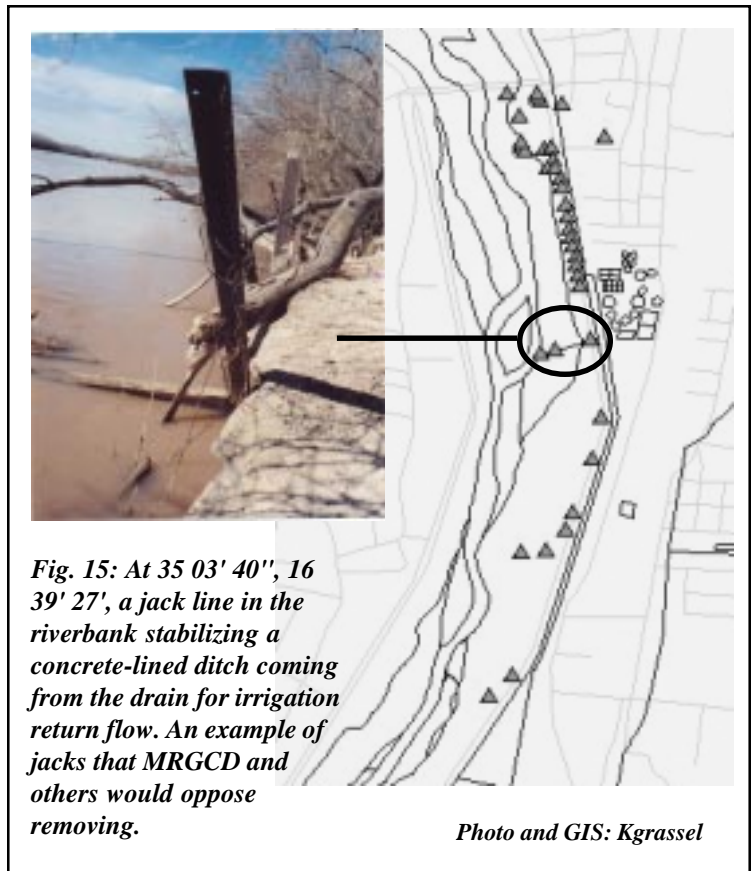 Fig. 15: At 35 03' 40", 16
39' 27', a jack line in the
riverbank stabilizing a
concrete-lined ditch coming
from the drain for irrigation
return flow. An example of
jacks that MRGCD and
others would oppose
removing.
Photo and GIS: Kgrassel